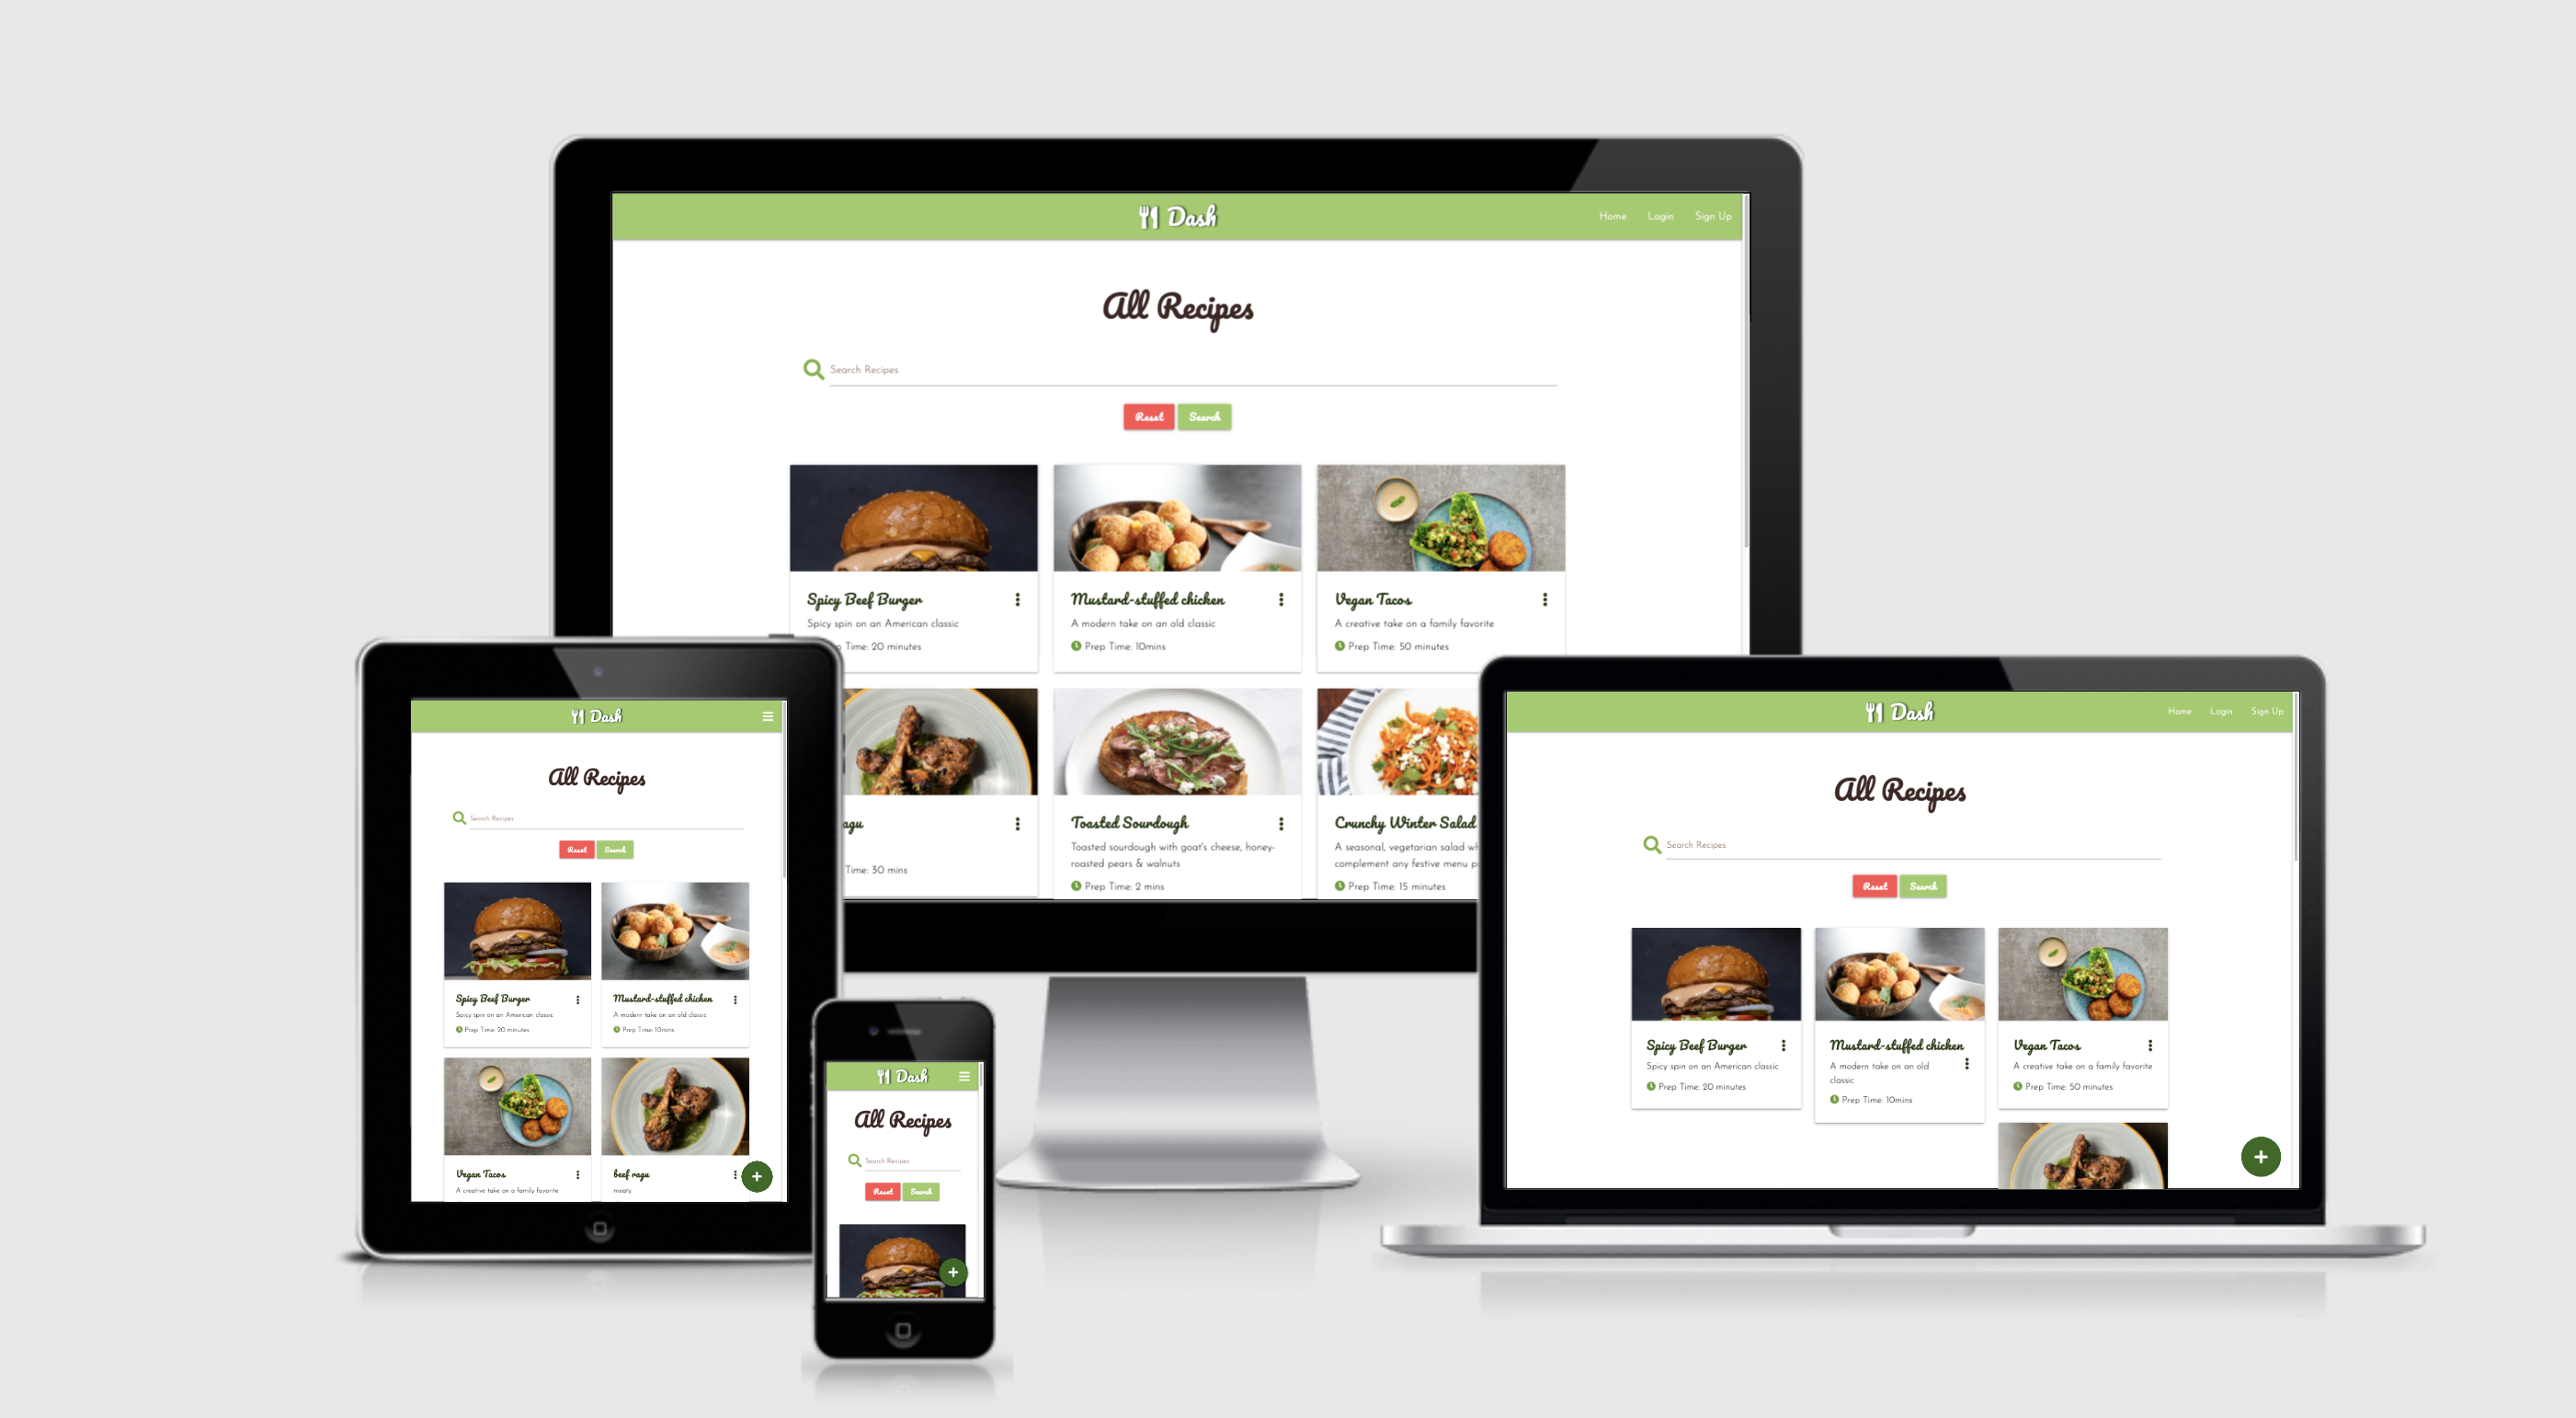 Dash
Home Login Sign Up
All Recipes
Search Recipes
Reset Search
Spicy Beef Burger
Spicy spin on an American classic
Time: 20 minutes
Mustard-stuffed chicken
A modern take on an old classic
Prep Time: 10mins
Vegan Tacos
A creative take on a family favorite
Prep Time: 50 minutes
Time: 30 mins
Toasted Sourdough
Toasted sourdough with goat's cheese, honey-
roasted pears & walnuts
Prep Time: 2 mins
Crunchy Winter Salad
A seasonal, vegetarian salad
complement any festive menu
Prep Time: 15 minutes
Dash
All Recipes
Search Recipes
Reset Search
Spicy Beef Burger
Spicy spin on an American classic
Prep Time: 20 minutes
Mustard-stuffed chicken
A modern take on an old classic
Prep Time: 10mins
Vegan Tacos
A creative take on a family favorite
beef ragu
meaty
Dash
All Recipes
Search Recipes
Reset Search
Dash
Home Login Sign Up
All Recipes
Search Recipes
Reset Search
Spicy Beef Burger
Spicy spin on an American classic
Prep Time: 20 minutes
Mustard-stuffed chicken
A modern take on an old
classic
Prep Time: 10mins
Vegan Tacos
A creative take on a family favorite
Prep Time: 50 minutes